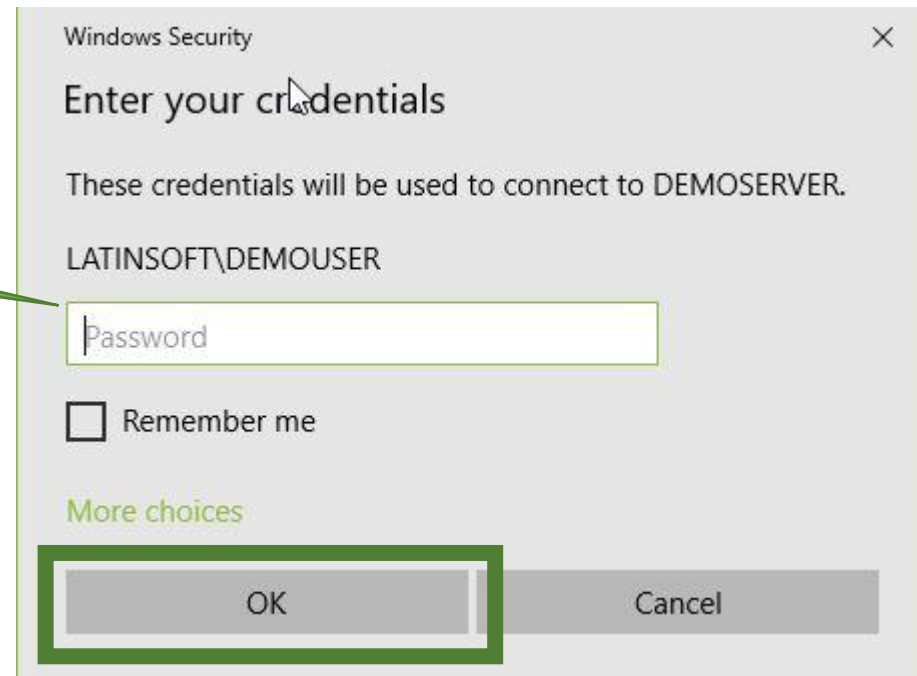 Windows Security
Enter your credentials
These credentials will be used to connect to DEMOSERVER.
LATINSOFT\DEMOUSER
Password
Remember me
More choices
OK
Cancel